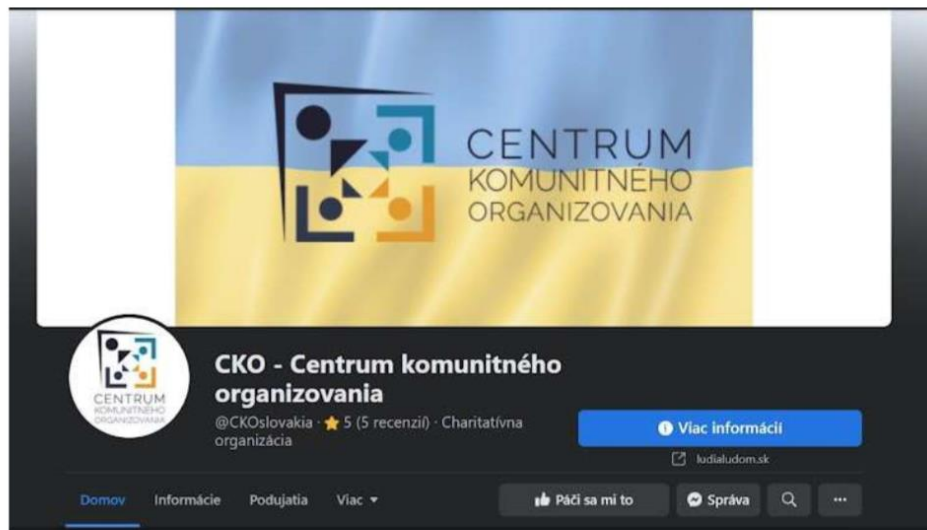 CENTRUM
KOMUNITNÉHO
ORGANIZOVANIA
CENTRUM
KOMUNITNÉHO
ORGANIZOVANIA
CKO - Centrum komunitného
organizovania
@CKOslovakia · 5 (5 recenzií) · Charitatívna
organizácia
Viac informácií
ludialudom.sk
Domov Informácie Podujatia Viac
Páči sa mi to Správa